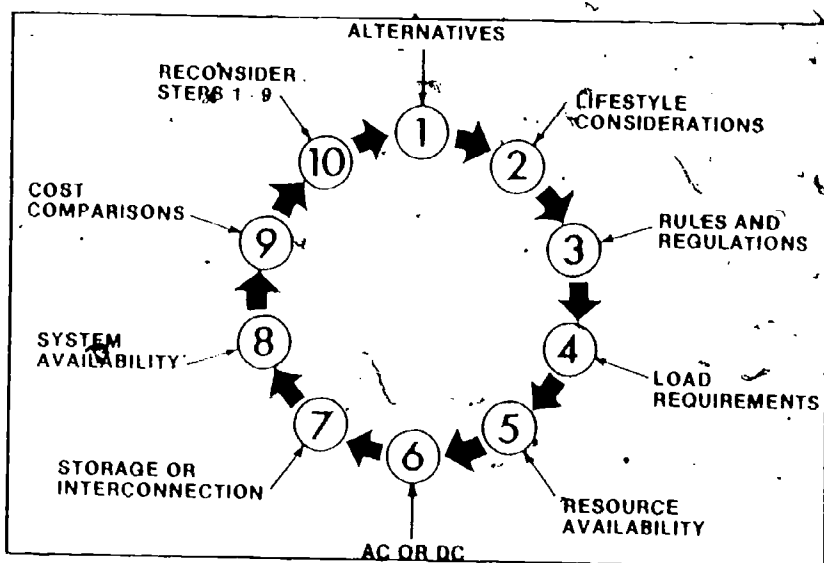 ALTERNATIVES
1
LIFESTYLE
CONSIDERATIONS
2
RULES AND
REGULATIONS
3
LOAD
REQUIREMENTS
4
RESOURCE
AVAILABILITY
5
AC OR DC
6
STORAGE OR
INTERCONNECTION
7
SYSTEM
AVAILABILITY
8
COST
COMPARISONS
9
RECONSIDER
STEPS 1 - 9
10